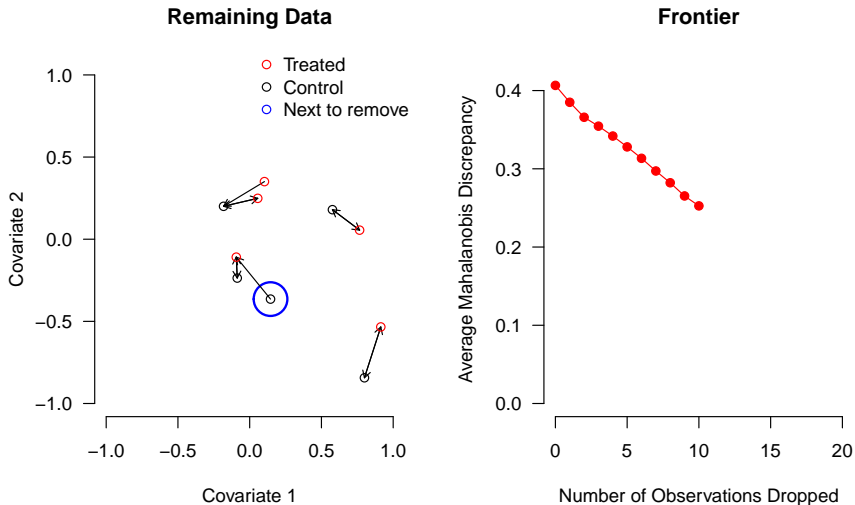 Remaining Data
Treated
Control
Next to remove
1.0
0.5
0.0
−0.5
−1.0
Covariate 2
−1.0 −0.5 0.0 0.5 1.0
Covariate 1
Frontier
0.4
0.3
0.2
0.1
0.0
Average Mahalanobis Discrepancy
0 5 10 15 20
Number of Observations Dropped